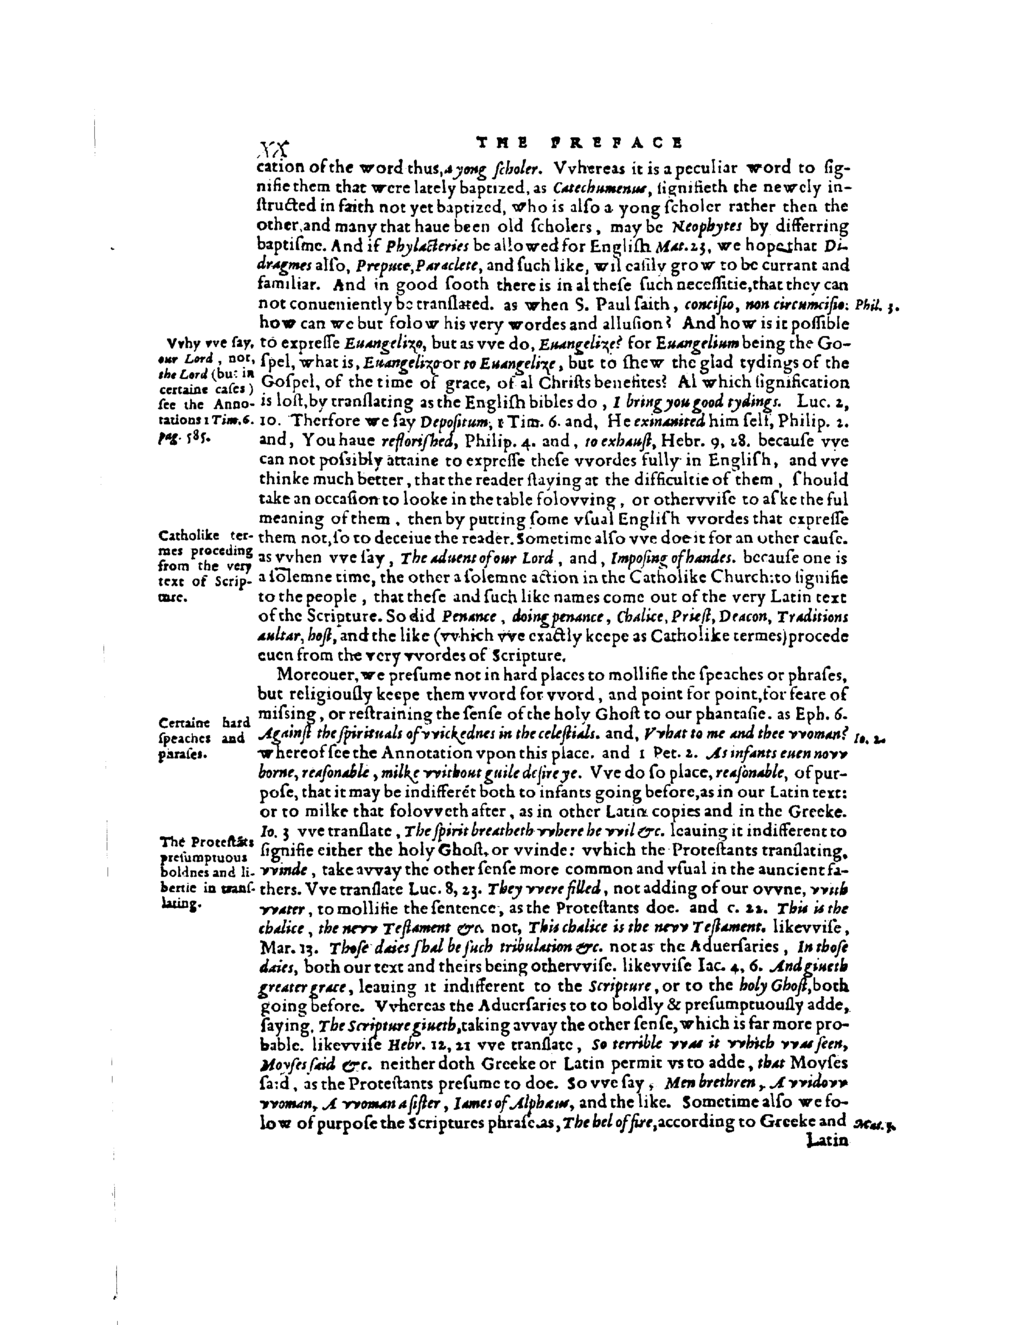 XX THE PREFACE
cation of the word thus, a yong ſcholer. Vvhereas it is a peculiar word to ſig-
nifie them that were lately baptized, as Catechumenus, ſignifieth the newely in-
ſtructed in faith not yet baptized, who is alſo a yong ſcholer rather then the
other, and many that haue been old ſcholers, may be Neophytes by differring
baptiſme. And if Phylacteries be allowed for Engliſh Mat. 23, we hope that Di-
dragmes alſo, Prepuce, Paraclete, and ſuch like, wil eaſily grow to be currant and
familiar. And in good ſooth there is in al theſe ſuch neceſſitie, that they can
not conueniently be tranſlated. as when S. Paul ſaith, conciſio, non circumciſio: Phil. 3.
how can we but folow his very wordes and alluſion? And how is it poſſible
Vvhy vve ſay, to expreſſe Euangelizo, but as vve do, Euangelize? for Euangelium being the Go-
our Lord, not, ſpel, what is, Euangelizo or to Euangelize, but to ſhew the glad tydings of the
the Lord (but in
certaine caſes) Goſpel, of the time of grace, of al Chriſts benefites? Al which ſignification
ſee the Anno- is loſt, by tranſlating as the Engliſh bibles do, I bring you good tydings. Luc. 2,
tations 1 Tim. 6. 10. Therfore we ſay Depoſitum, 1 Tim. 6. and, He exinanited him ſelf, Philip. 2.
pag. 585. and, You haue refloriſhed, Philip. 4. and, to exhauſt, Hebr. 9, 28. becauſe vve
can not poſsibly attaine to expreſſe theſe vvordes fully in Engliſh, and vve
thinke much better, that the reader ſtaying at the difficultie of them, ſhould
take an occaſion to looke in the table folovving, or othervviſe to aſke the ful
meaning of them, then by putting ſome vſual Engliſh vvordes that expreſſe
Catholike ter- them not, ſo to deceiue the reader. Sometime alſo vve doe it for an other cauſe.
mes proceding
from the very as vvhen vve ſay, The aduent of our Lord, and, Impoſing of handes. becauſe one is
text of Scrip- a ſolemne time, the other a ſolemne action in the Catholike Church: to ſignifie
ture. to the people, that theſe and ſuch like names come out of the very Latin text
of the Scripture. So did Penance, doing penance, Chalice, Prieſt, Deacon, Traditions
aultar, hoſt, and the like (vvhich vve exactly keepe as Catholike termes) procede
euen from the very vvordes of Scripture.
Moreouer, we preſume not in hard places to mollifie the ſpeaches or phraſes,
but religiouſly keepe them vvord for vvord, and point for point, for feare of
Certaine hard miſsing, or reſtraining the ſenſe of the holy Ghoſt to our phantaſie. as Eph. 6.
ſpeaches and Againſt the ſpirituals of vvickednes in the celeſtials. and, Vvhat to me and thee vvoman? Io. 2.
phraſes. whereof ſee the Annotation vpon this place. and 1 Pet. 2. As infants euen novv
borne, reaſonable, milke vvithout guile deſire ye. Vve do ſo place, reaſonable, of pur-
poſe, that it may be indifferét both to infants going before, as in our Latin text:
or to milke that folovveth after, as in other Latin copies and in the Greeke.
The Proteſtāts Io. 3 vve tranſlate, The ſpirit breatheth vvhere he vvil &c. leauing it indifferent to
preſumptuous ſignifie either the holy Ghoſt, or vvinde: vvhich the Proteſtants tranſlating,
boldnes and li- vvinde, take avvay the other ſenſe more common and vſual in the auncient fa-
bertie in tranſ- thers. Vve tranſlate Luc. 8, 23. They vvere filled, not adding of our ovvne, vvith
lating. vvater, to mollifie the ſentence, as the Proteſtants doe. and c. 22. This is the
chalice, the nevv Teſtament &c. not, This chalice is the nevv Teſtament. likevviſe,
Mar. 13. Thoſe daies ſhal be ſuch tribulation &c. not as the Aduerſaries, In thoſe
daies, both our text and theirs being othervviſe. likevviſe Iac. 4, 6. And giueth
greater grace, leauing it indifferent to the Scripture, or to the holy Ghoſt, both
going before. Vvhereas the Aduerſaries to to boldly & preſumptuouſly adde,
ſaying, The Scripture giueth, taking avvay the other ſenſe, which is far more pro-
bable. likevviſe Hebr. 12, 21 vve tranſlate, So terrible vvas it vvhich vvas ſeen,
Moyſes ſaid &c. neither doth Greeke or Latin permit vs to adde, that Moyſes
ſaid, as the Proteſtants preſume to doe. So vve ſay, Men brethren, A vvidovv
vvoman, A vvoman a ſiſter, Iames of Alphæus, and the like. Sometime alſo we fo-
low of purpoſe the Scriptures phraſe. as, The hel of fire, according to Greeke and Mat. 5.
Latin